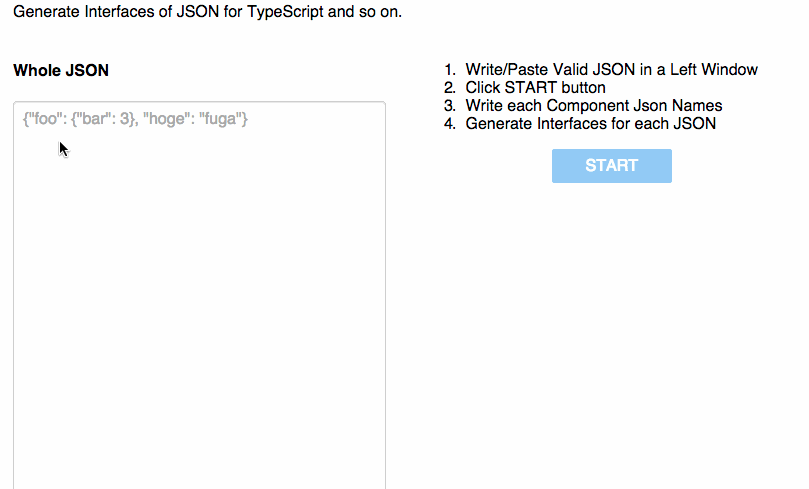 Generate Interfaces of JSON for TypeScript and so on.
Whole JSON
{"foo": {"bar": 3}, "hoge": "fuga"}
1. Write/Paste Valid JSON in a Left Window
2. Click START button
3. Write each Component Json Names
4. Generate Interfaces for each JSON
START